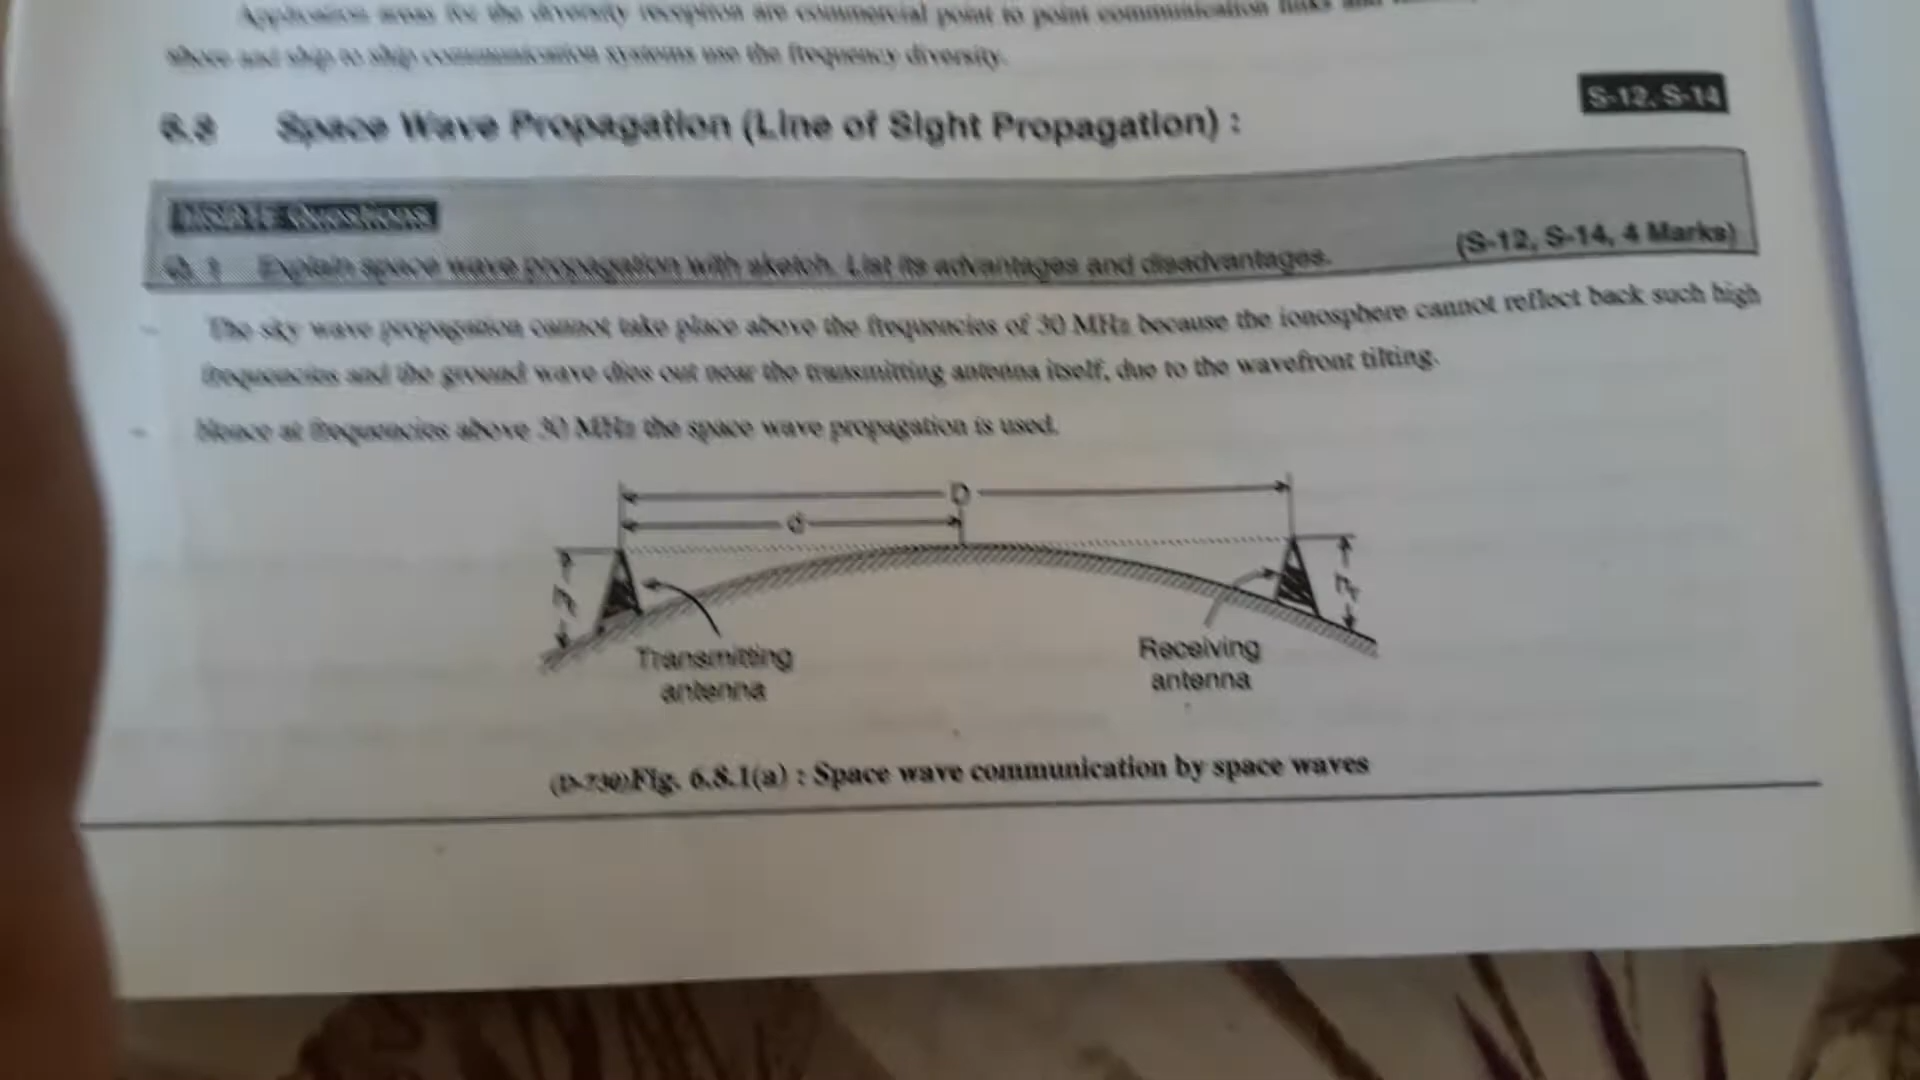 Application areas for the diversity reception are commercial point to point communication links and
shore and ship to ship communication systems use the frequency diversity.
S-12, S-14
6.8 Space Wave Propagation (Line of Sight Propagation) :
MSBTE Questions
Q. 1 Explain space wave propagation with sketch. List its advantages and disadvantages. (S-12, S-14, 4 Marks)
- The sky wave propagation cannot take place above the frequencies of 30 MHz because the ionosphere cannot reflect back such high
frequencies and the ground wave dies out near the transmitting antenna itself, due to the wavefront tilting.
- Hence at frequencies above 30 MHz the space wave propagation is used.
D
d
ht
hr
Transmitting
antenna
Receiving
antenna
(D-730) Fig. 6.8.1(a) : Space wave communication by space waves